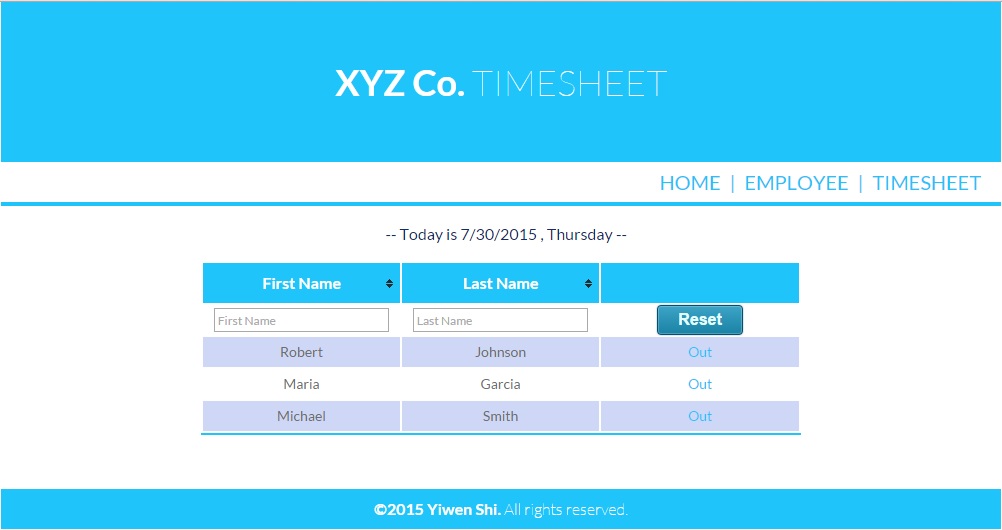 XYZ Co. TIMESHEET
HOME | EMPLOYEE | TIMESHEET
-- Today is 7/30/2015 , Thursday --
First Name Last Name
First Name Last Name Reset
Robert Johnson Out
Maria Garcia Out
Michael Smith Out
©2015 Yiwen Shi. All rights reserved.